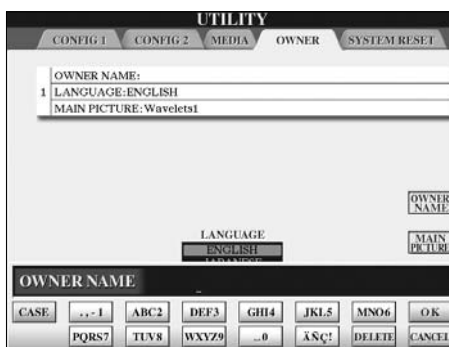 UTILITY
CONFIG 1 CONFIG 2 MEDIA OWNER SYSTEM RESET
OWNER NAME:
1 LANGUAGE:ENGLISH
MAIN PICTURE:Wavelets1
OWNER NAME
LANGUAGE
ENGLISH
JAPANESE
MAIN PICTURE
OWNER NAME _
CASE .,-1 ABC2 DEF3 GHI4 JKL5 MNO6 OK
PQRS7 TUV8 WXYZ9 _0 ÄÑÇ! DELETE CANCEL